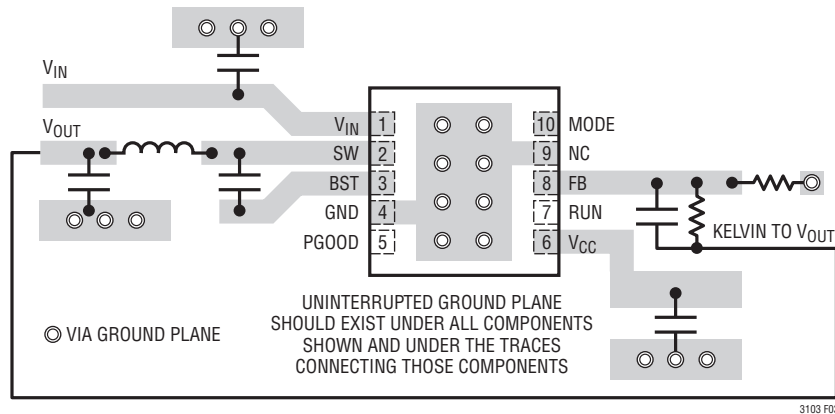 VIN
VOUT
VIN 1
SW 2
BST 3
GND 4
PGOOD 5
10 MODE
9 NC
8 FB
7 RUN
6 VCC
KELVIN TO VOUT
VIA GROUND PLANE
UNINTERRUPTED GROUND PLANE
SHOULD EXIST UNDER ALL COMPONENTS
SHOWN AND UNDER THE TRACES
CONNECTING THOSE COMPONENTS